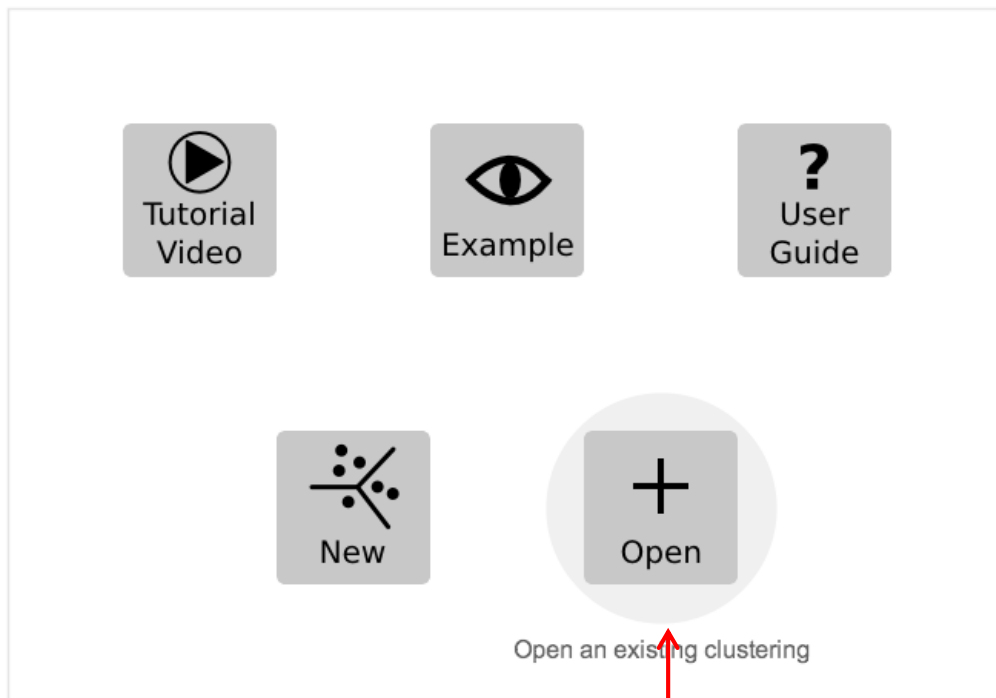 Tutorial
Video
Example
?
User
Guide
New
Open
Open an existing clustering